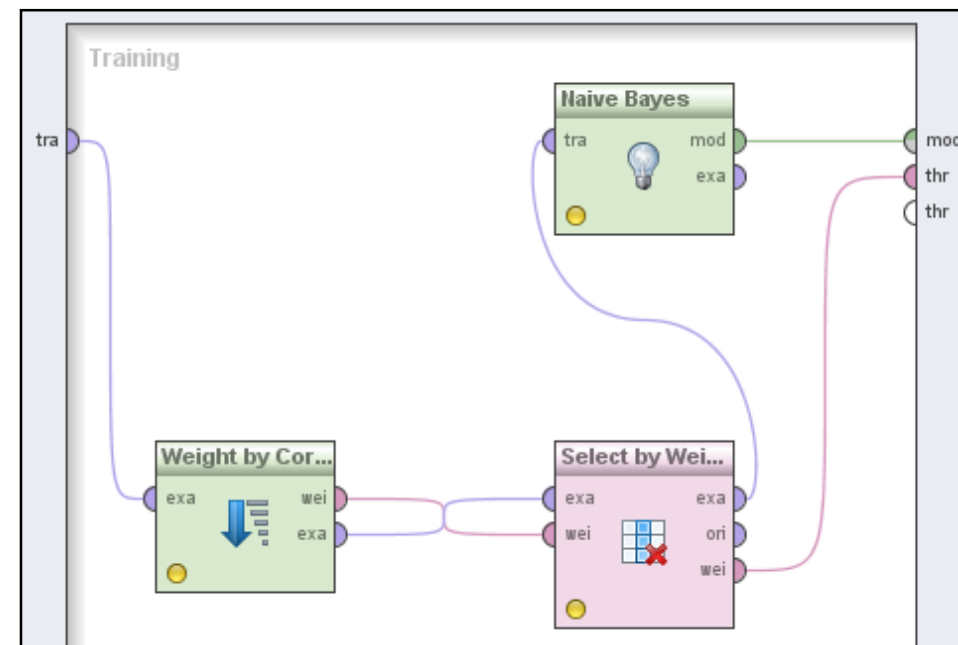 Training
Naive Bayes
tra
tra
mod
mod
exa
thr
thr
Weight by Cor...
Select by Wei...
exa
wei
exa
exa
exa
wei
ori
wei